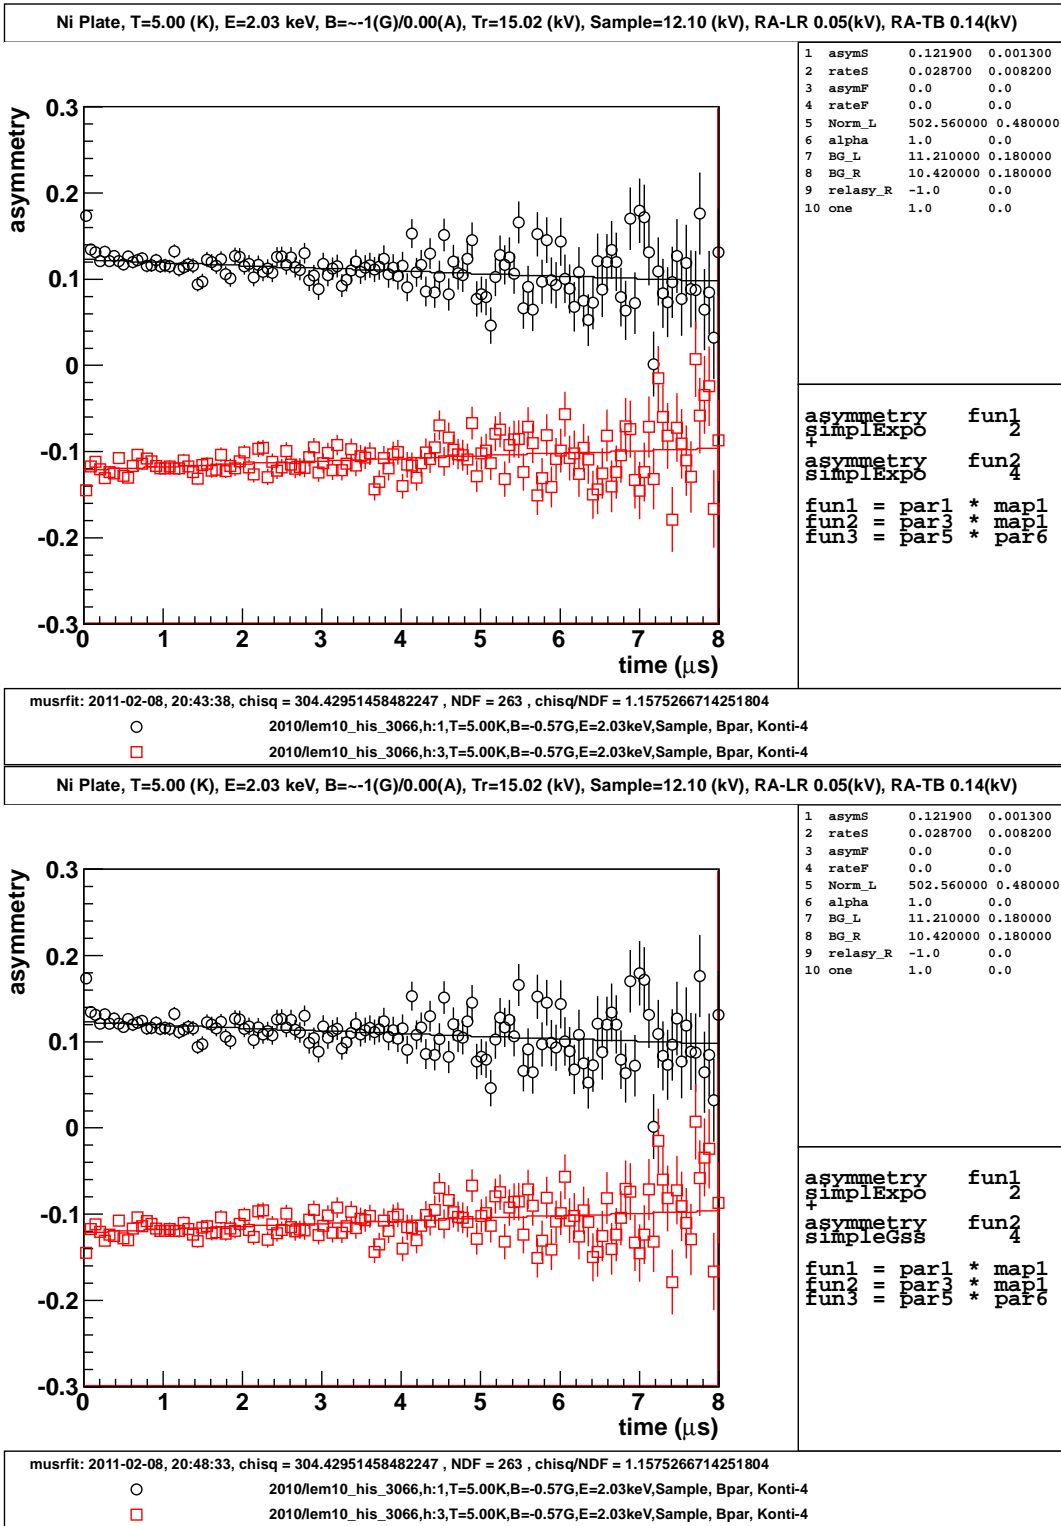 Ni Plate, T=5.00 (K), E=2.03 keV, B=~-1(G)/0.00(A), Tr=15.02 (kV), Sample=12.10 (kV), RA-LR 0.05(kV), RA-TB 0.14(kV)
1 asymS 0.121900 0.001300
2 rateS 0.028700 0.008200
3 asymF 0.0 0.0
4 rateF 0.0 0.0
5 Norm_L 502.560000 0.480000
6 alpha 1.0 0.0
7 BG_L 11.210000 0.180000
8 BG_R 10.420000 0.180000
9 relasy_R -1.0 0.0
10 one 1.0 0.0
asymmetry
0.3
0.2
0.1
0
-0.1
-0.2
-0.3
0 1 2 3 4 5 6 7 8
time (μs)
asymmetry fun1
simplExpo 2
+
asymmetry fun2
simplExpo 4
fun1 = par1 * map1
fun2 = par3 * map1
fun3 = par5 * par6
musrfit: 2011-02-08, 20:43:38, chisq = 304.42951458482247 , NDF = 263 , chisq/NDF = 1.1575266714251804
2010/lem10_his_3066,h:1,T=5.00K,B=-0.57G,E=2.03keV,Sample, Bpar, Konti-4
2010/lem10_his_3066,h:3,T=5.00K,B=-0.57G,E=2.03keV,Sample, Bpar, Konti-4
Ni Plate, T=5.00 (K), E=2.03 keV, B=~-1(G)/0.00(A), Tr=15.02 (kV), Sample=12.10 (kV), RA-LR 0.05(kV), RA-TB 0.14(kV)
1 asymS 0.121900 0.001300
2 rateS 0.028700 0.008200
3 asymF 0.0 0.0
4 rateF 0.0 0.0
5 Norm_L 502.560000 0.480000
6 alpha 1.0 0.0
7 BG_L 11.210000 0.180000
8 BG_R 10.420000 0.180000
9 relasy_R -1.0 0.0
10 one 1.0 0.0
asymmetry
0.3
0.2
0.1
0
-0.1
-0.2
-0.3
0 1 2 3 4 5 6 7 8
time (μs)
asymmetry fun1
simplExpo 2
+
asymmetry fun2
simpleGss 4
fun1 = par1 * map1
fun2 = par3 * map1
fun3 = par5 * par6
musrfit: 2011-02-08, 20:48:33, chisq = 304.42951458482247 , NDF = 263 , chisq/NDF = 1.1575266714251804
2010/lem10_his_3066,h:1,T=5.00K,B=-0.57G,E=2.03keV,Sample, Bpar, Konti-4
2010/lem10_his_3066,h:3,T=5.00K,B=-0.57G,E=2.03keV,Sample, Bpar, Konti-4